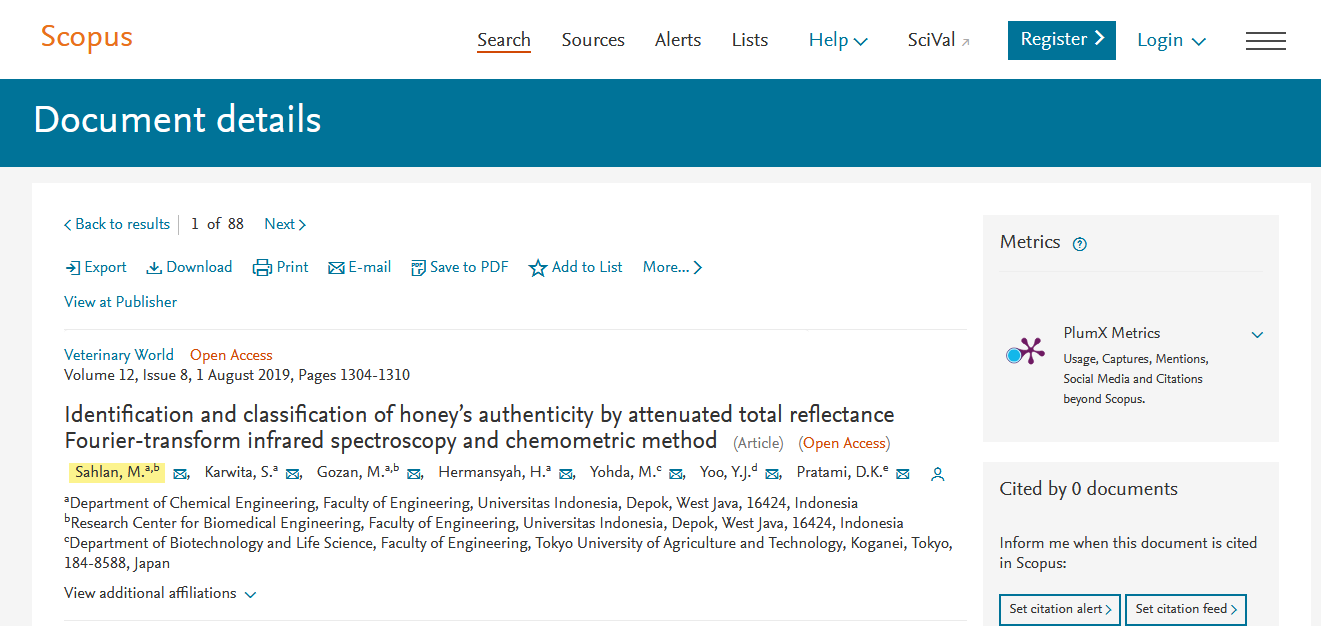 Scopus
Search Sources Alerts Lists Help SciVal Register Login
Document details
Back to results 1 of 88 Next
Export Download Print E-mail Save to PDF Add to List More...
View at Publisher
Veterinary World Open Access
Volume 12, Issue 8, 1 August 2019, Pages 1304-1310
Identification and classification of honey’s authenticity by attenuated total reflectance
Fourier-transform infrared spectroscopy and chemometric method (Article) (Open Access)
Sahlan, M.a,b, Karwita, S.a, Gozan, M.a,b, Hermansyah, H.a, Yohda, M.c, Yoo, Y.J.d, Pratami, D.K.e
aDepartment of Chemical Engineering, Faculty of Engineering, Universitas Indonesia, Depok, West Java, 16424, Indonesia
bResearch Center for Biomedical Engineering, Faculty of Engineering, Universitas Indonesia, Depok, West Java, 16424, Indonesia
cDepartment of Biotechnology and Life Science, Faculty of Engineering, Tokyo University of Agriculture and Technology, Koganei, Tokyo,
184-8588, Japan
View additional affiliations
Metrics ?
PlumX Metrics
Usage, Captures, Mentions,
Social Media and Citations
beyond Scopus.
Cited by 0 documents
Inform me when this document is cited
in Scopus:
Set citation alert Set citation feed